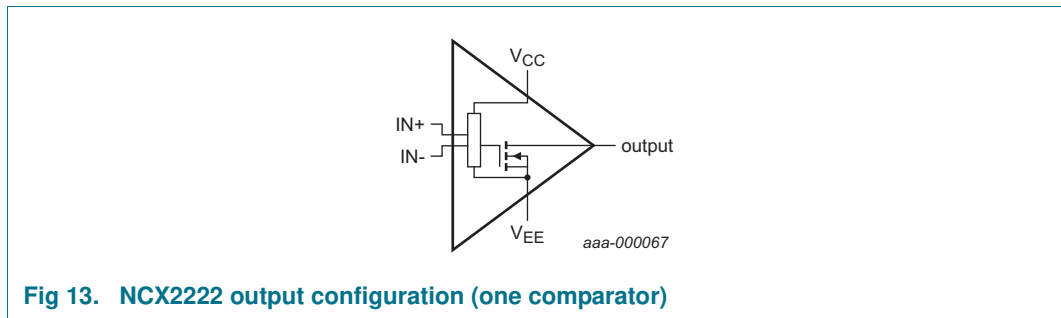 VCC
IN+
IN-
output
VEE
aaa-000067
Fig 13. NCX2222 output configuration (one comparator)